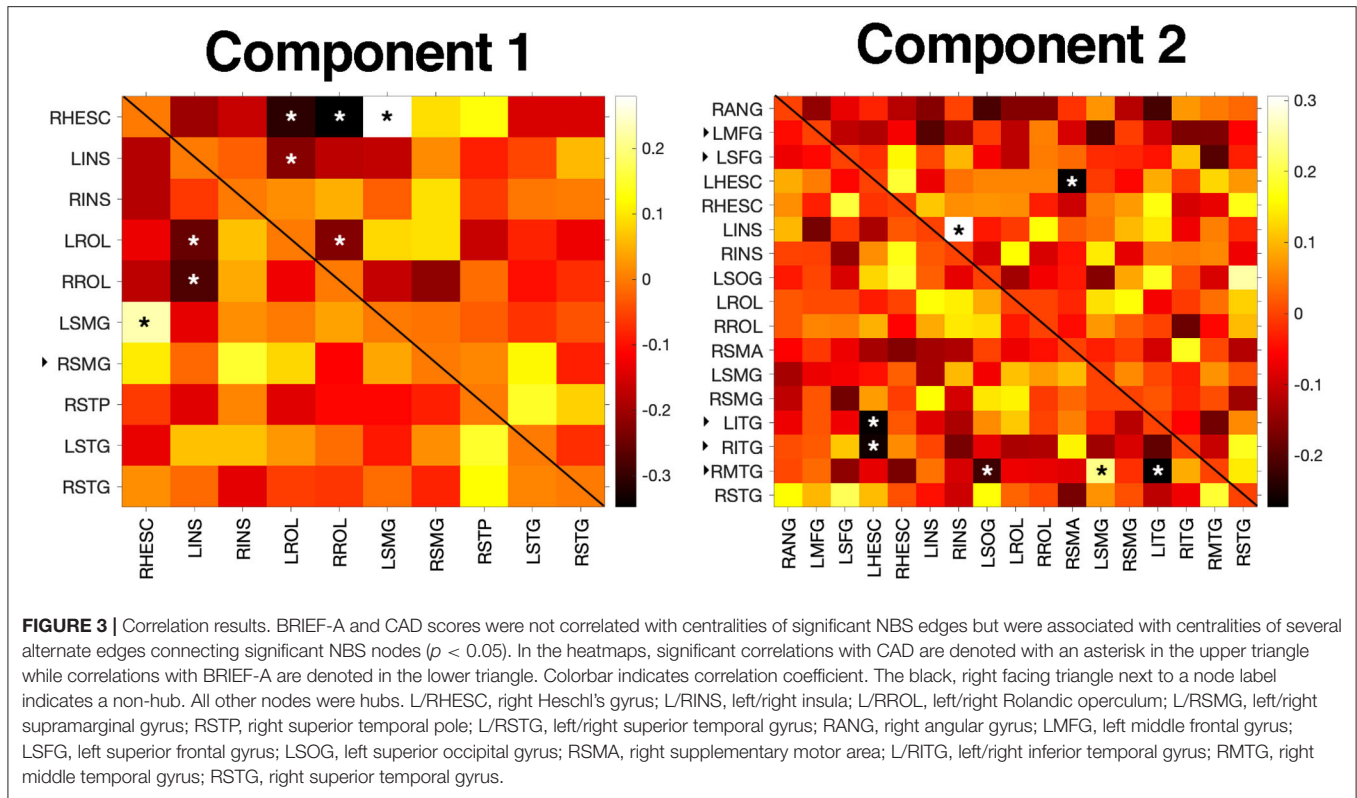 Component 1
Component 2
RHESC
LINS
RINS
LROL
RROL
LSMG
RSMG
RSTP
LSTG
RSTG
* * *
*
* *
*
*
0.2
0.1
0
-0.1
-0.2
-0.3
RHESC LINS RINS LROL RROL LSMG RSMG RSTP LSTG RSTG
RANG
LMFG
LSFG
LHESC
RHESC
LINS
RINS
LSOG
LROL
RROL
RSMA
LSMG
RSMG
LITG
RITG
RMTG
RSTG
*
*
*
*
* * *
0.3
0.2
0.1
0
-0.1
-0.2
RANG LMFG LSFG LHESC RHESC LINS RINS LSOG LROL RROL RSMA LSMG RSMG LITG RITG RMTG RSTG
FIGURE 3 | Correlation results. BRIEF-A and CAD scores were not correlated with centralities of significant NBS edges but were associated with centralities of several
alternate edges connecting significant NBS nodes (p < 0.05). In the heatmaps, significant correlations with CAD are denoted with an asterisk in the upper triangle
while correlations with BRIEF-A are denoted in the lower triangle. Colorbar indicates correlation coefficient. The black, right facing triangle next to a node label
indicates a non-hub. All other nodes were hubs. L/RHESC, right Heschl's gyrus; L/RINS, left/right insula; L/RROL, left/right Rolandic operculum; L/RSMG, left/right
supramarginal gyrus; RSTP, right superior temporal pole; L/RSTG, left/right superior temporal gyrus; RANG, right angular gyrus; LMFG, left middle frontal gyrus;
LSFG, left superior frontal gyrus; LSOG, left superior occipital gyrus; RSMA, right supplementary motor area; L/RITG, left/right inferior temporal gyrus; RMTG, right
middle temporal gyrus; RSTG, right superior temporal gyrus.